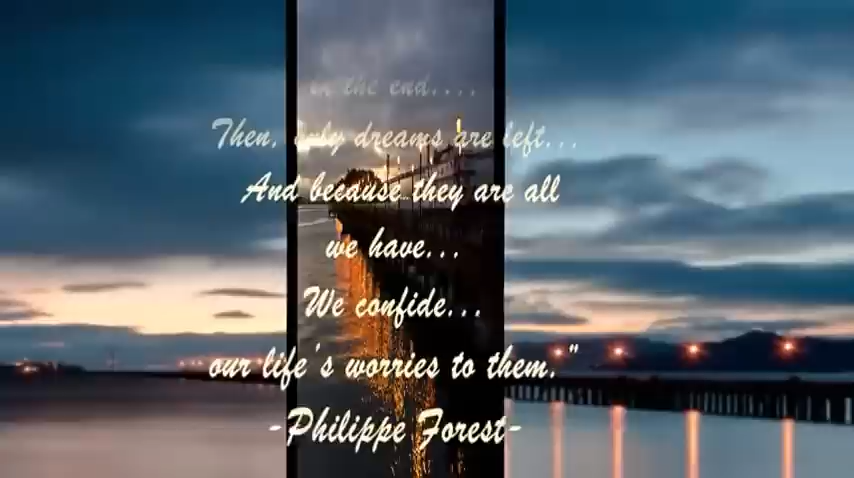 in the end....
Then, only dreams are left...
And because they are all
we have...
We confide...
our life's worries to them."
-Philippe Forest-